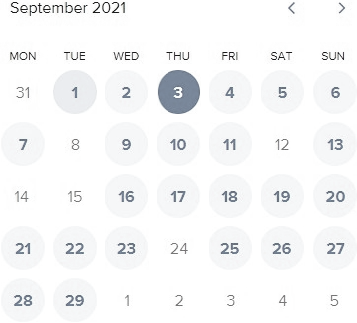 September 2021
MON TUE WED THU FRI SAT SUN
31 1 2 3 4 5 6
7 8 9 10 11 12 13
14 15 16 17 18 19 20
21 22 23 24 25 26 27
28 29 1 2 3 4 5